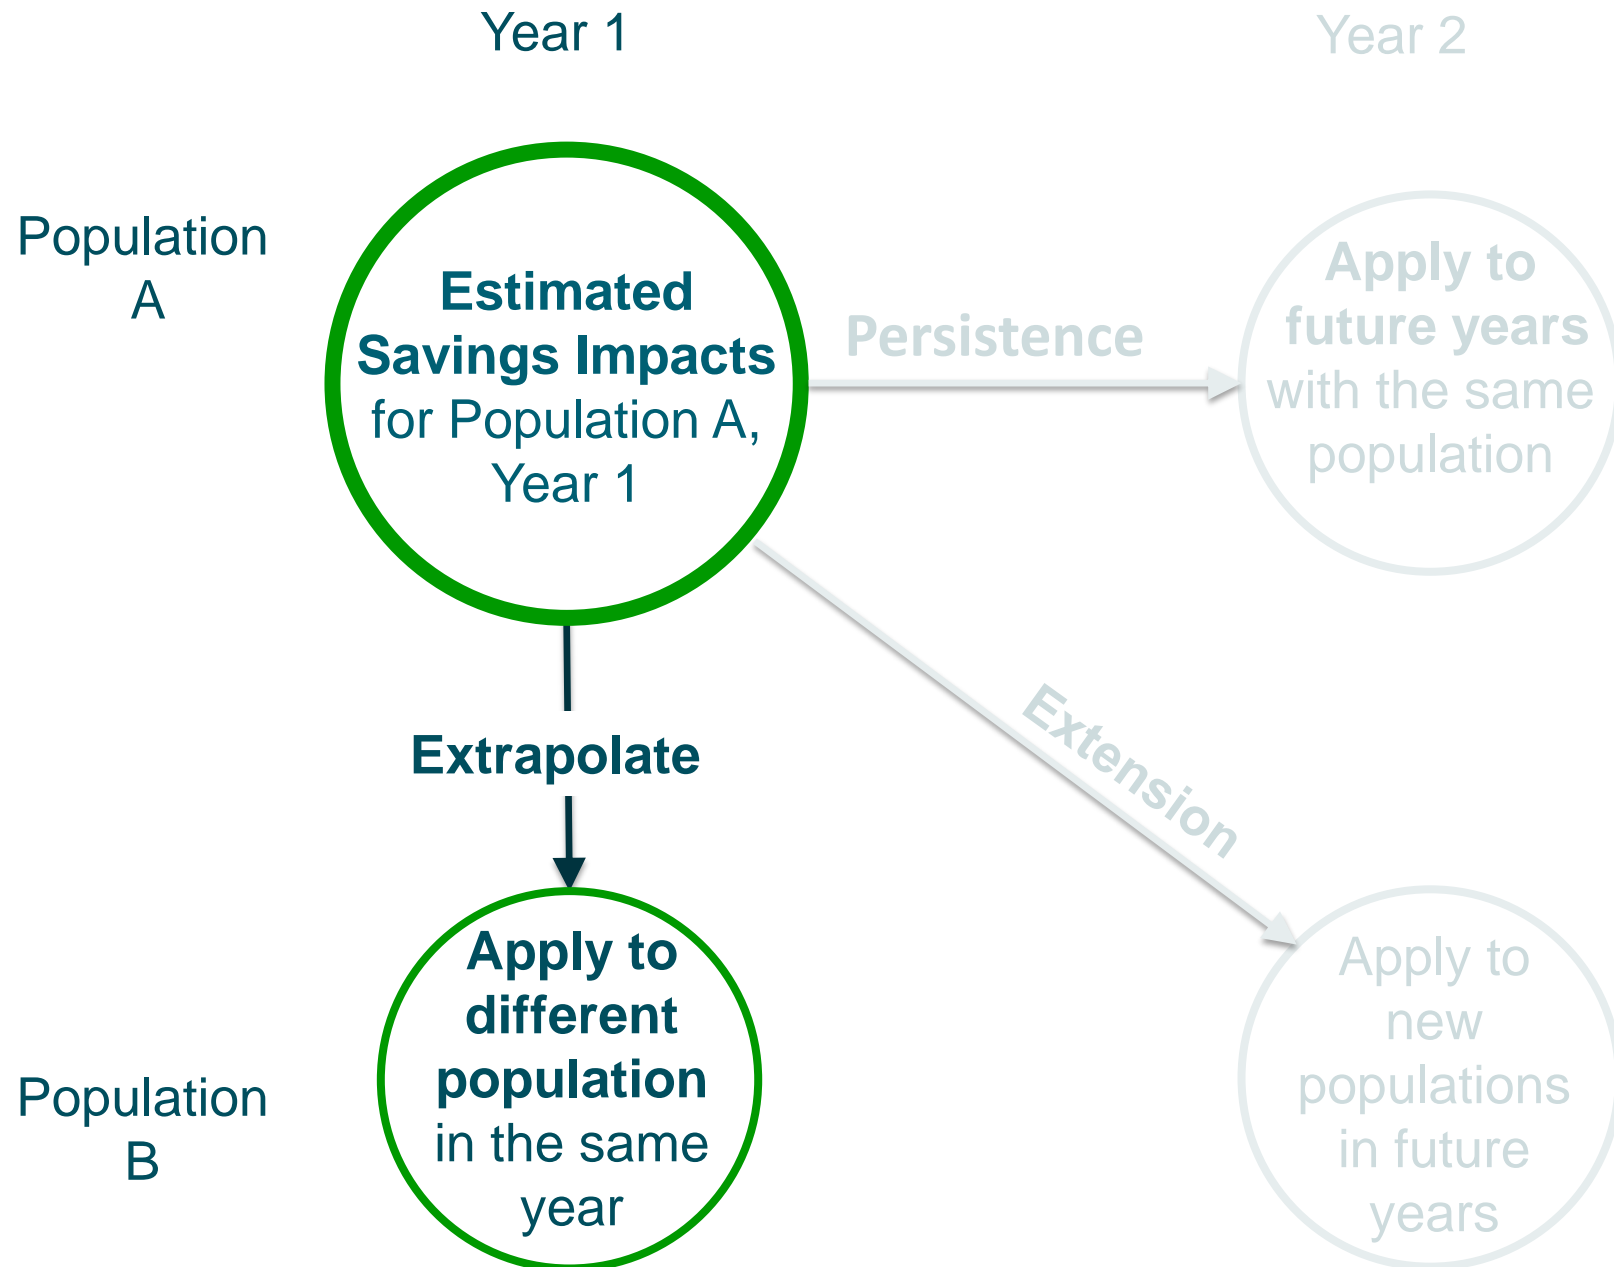 Year 1
Year 2
Population
A
Estimated
Savings Impacts
for Population A,
Year 1
Persistence
Apply to
future years
with the same
population
Extrapolate
Extension
Population
B
Apply to
different
population
in the same
year
Apply to
new
populations
in future
years